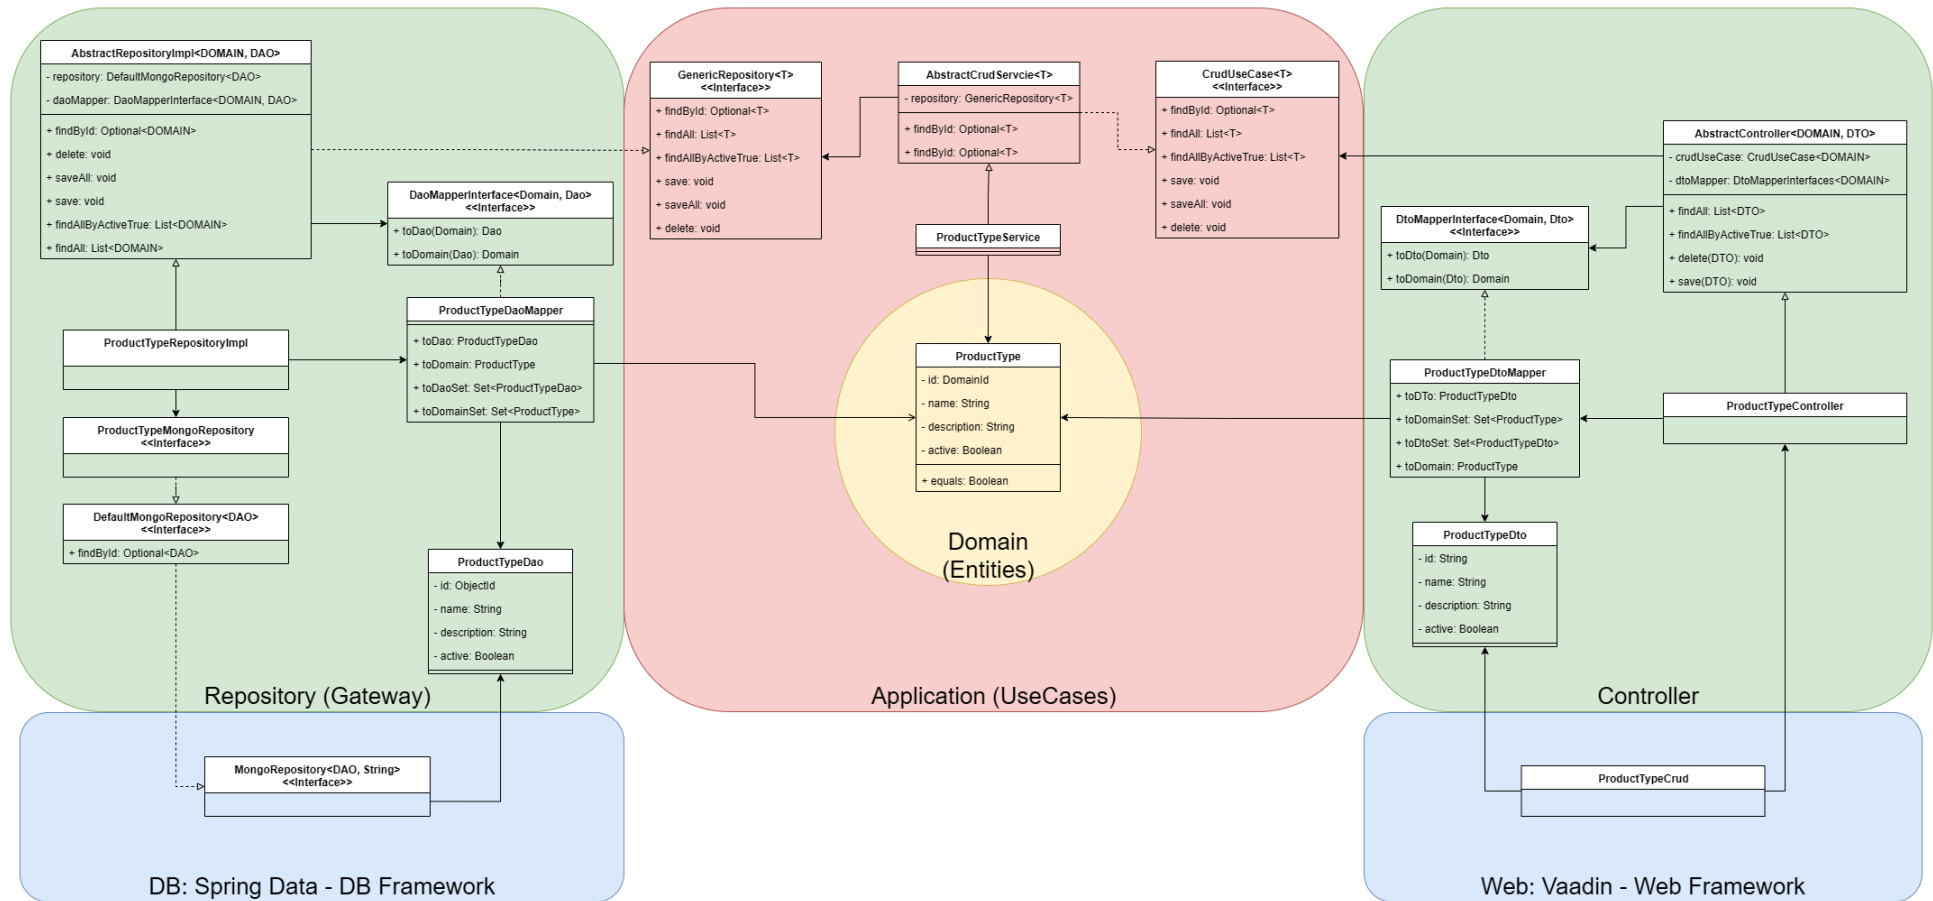 AbstractRepositoryImpl<DOMAIN, DAO>
- repository: DefaultMongoRepository<DAO>
- daoMapper: DaoMapperInterface<DOMAIN, DAO>
+ findById: Optional<DOMAIN>
+ delete: void
+ saveAll: void
+ save: void
+ findAllByActiveTrue: List<DOMAIN>
+ findAll: List<DOMAIN>
DaoMapperInterface<Domain, Dao>
<<Interface>>
+ toDao(Domain): Dao
+ toDomain(Dao): Domain
ProductTypeRepositoryImpl
ProductTypeDaoMapper
+ toDao: ProductTypeDao
+ toDomain: ProductType
+ toDaoSet: Set<ProductTypeDao>
+ toDomainSet: Set<ProductType>
ProductTypeMongoRepository
<<Interface>>
DefaultMongoRepository<DAO>
<<Interface>>
+ findById: Optional<DAO>
ProductTypeDao
- id: ObjectId
- name: String
- description: String
- active: Boolean
Repository (Gateway)
MongoRepository<DAO, String>
<<Interface>>
DB: Spring Data - DB Framework
GenericRepository<T>
<<Interface>>
+ findById: Optional<T>
+ findAll: List<T>
+ findAllByActiveTrue: List<T>
+ save: void
+ saveAll: void
+ delete: void
AbstractCrudServcie<T>
- repository: GenericRepository<T>
+ findById: Optional<T>
+ findById: Optional<T>
CrudUseCase<T>
<<Interface>>
+ findById: Optional<T>
+ findAll: List<T>
+ findAllByActiveTrue: List<T>
+ save: void
+ saveAll: void
+ delete: void
ProductTypeService
ProductType
- id: DomainId
- name: String
- description: String
- active: Boolean
+ equals: Boolean
Domain
(Entities)
Application (UseCases)
AbstractController<DOMAIN, DTO>
- crudUseCase: CrudUseCase<DOMAIN>
- dtoMapper: DtoMapperInterfaces<DOMAIN>
+ findAll: List<DTO>
+ findAllByActiveTrue: List<DTO>
+ delete(DTO): void
+ save(DTO): void
DtoMapperInterface<Domain, Dto>
<<Interface>>
+ toDto(Domain): Dto
+ toDomain(Dto): Domain
ProductTypeDtoMapper
+ toDTo: ProductTypeDto
+ toDomainSet: Set<ProductType>
+ toDtoSet: Set<ProductTypeDto>
+ toDomain: ProductType
ProductTypeController
ProductTypeDto
- id: String
- name: String
- description: String
- active: Boolean
Controller
ProductTypeCrud
Web: Vaadin - Web Framework